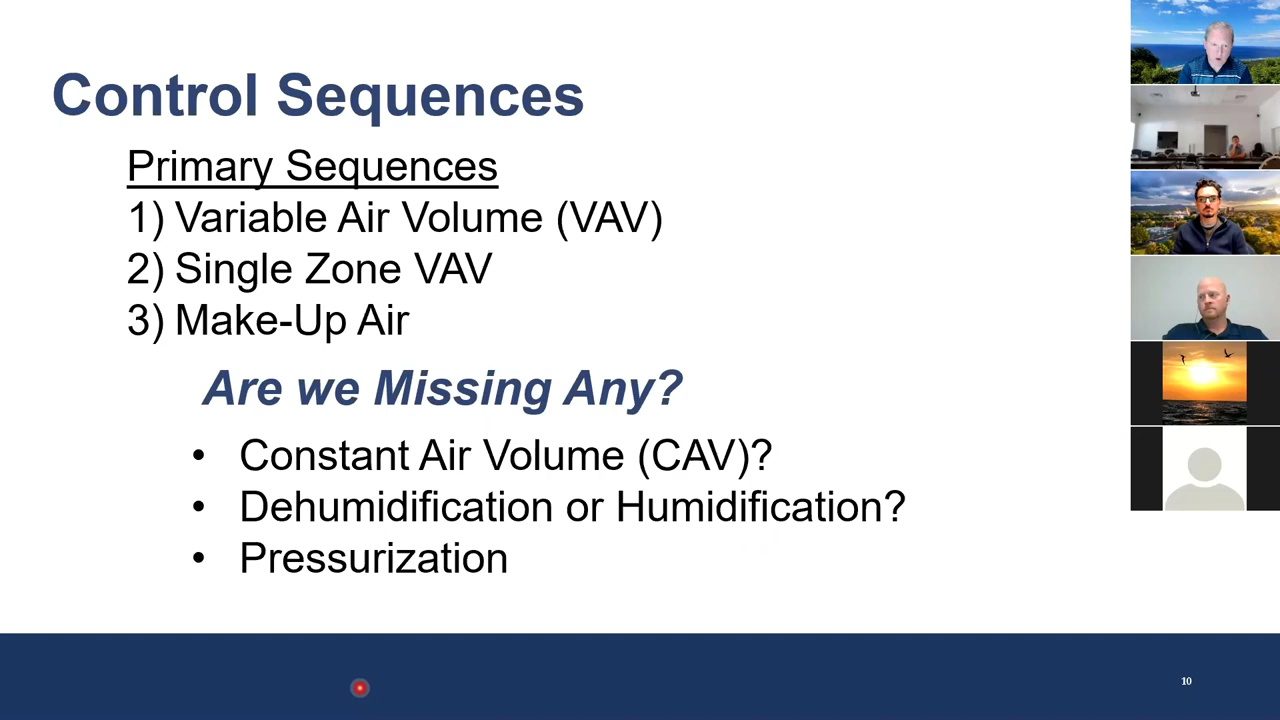 Control Sequences
Primary Sequences
1) Variable Air Volume (VAV)
2) Single Zone VAV
3) Make-Up Air
Are we Missing Any?
• Constant Air Volume (CAV)?
• Dehumidification or Humidification?
• Pressurization
10